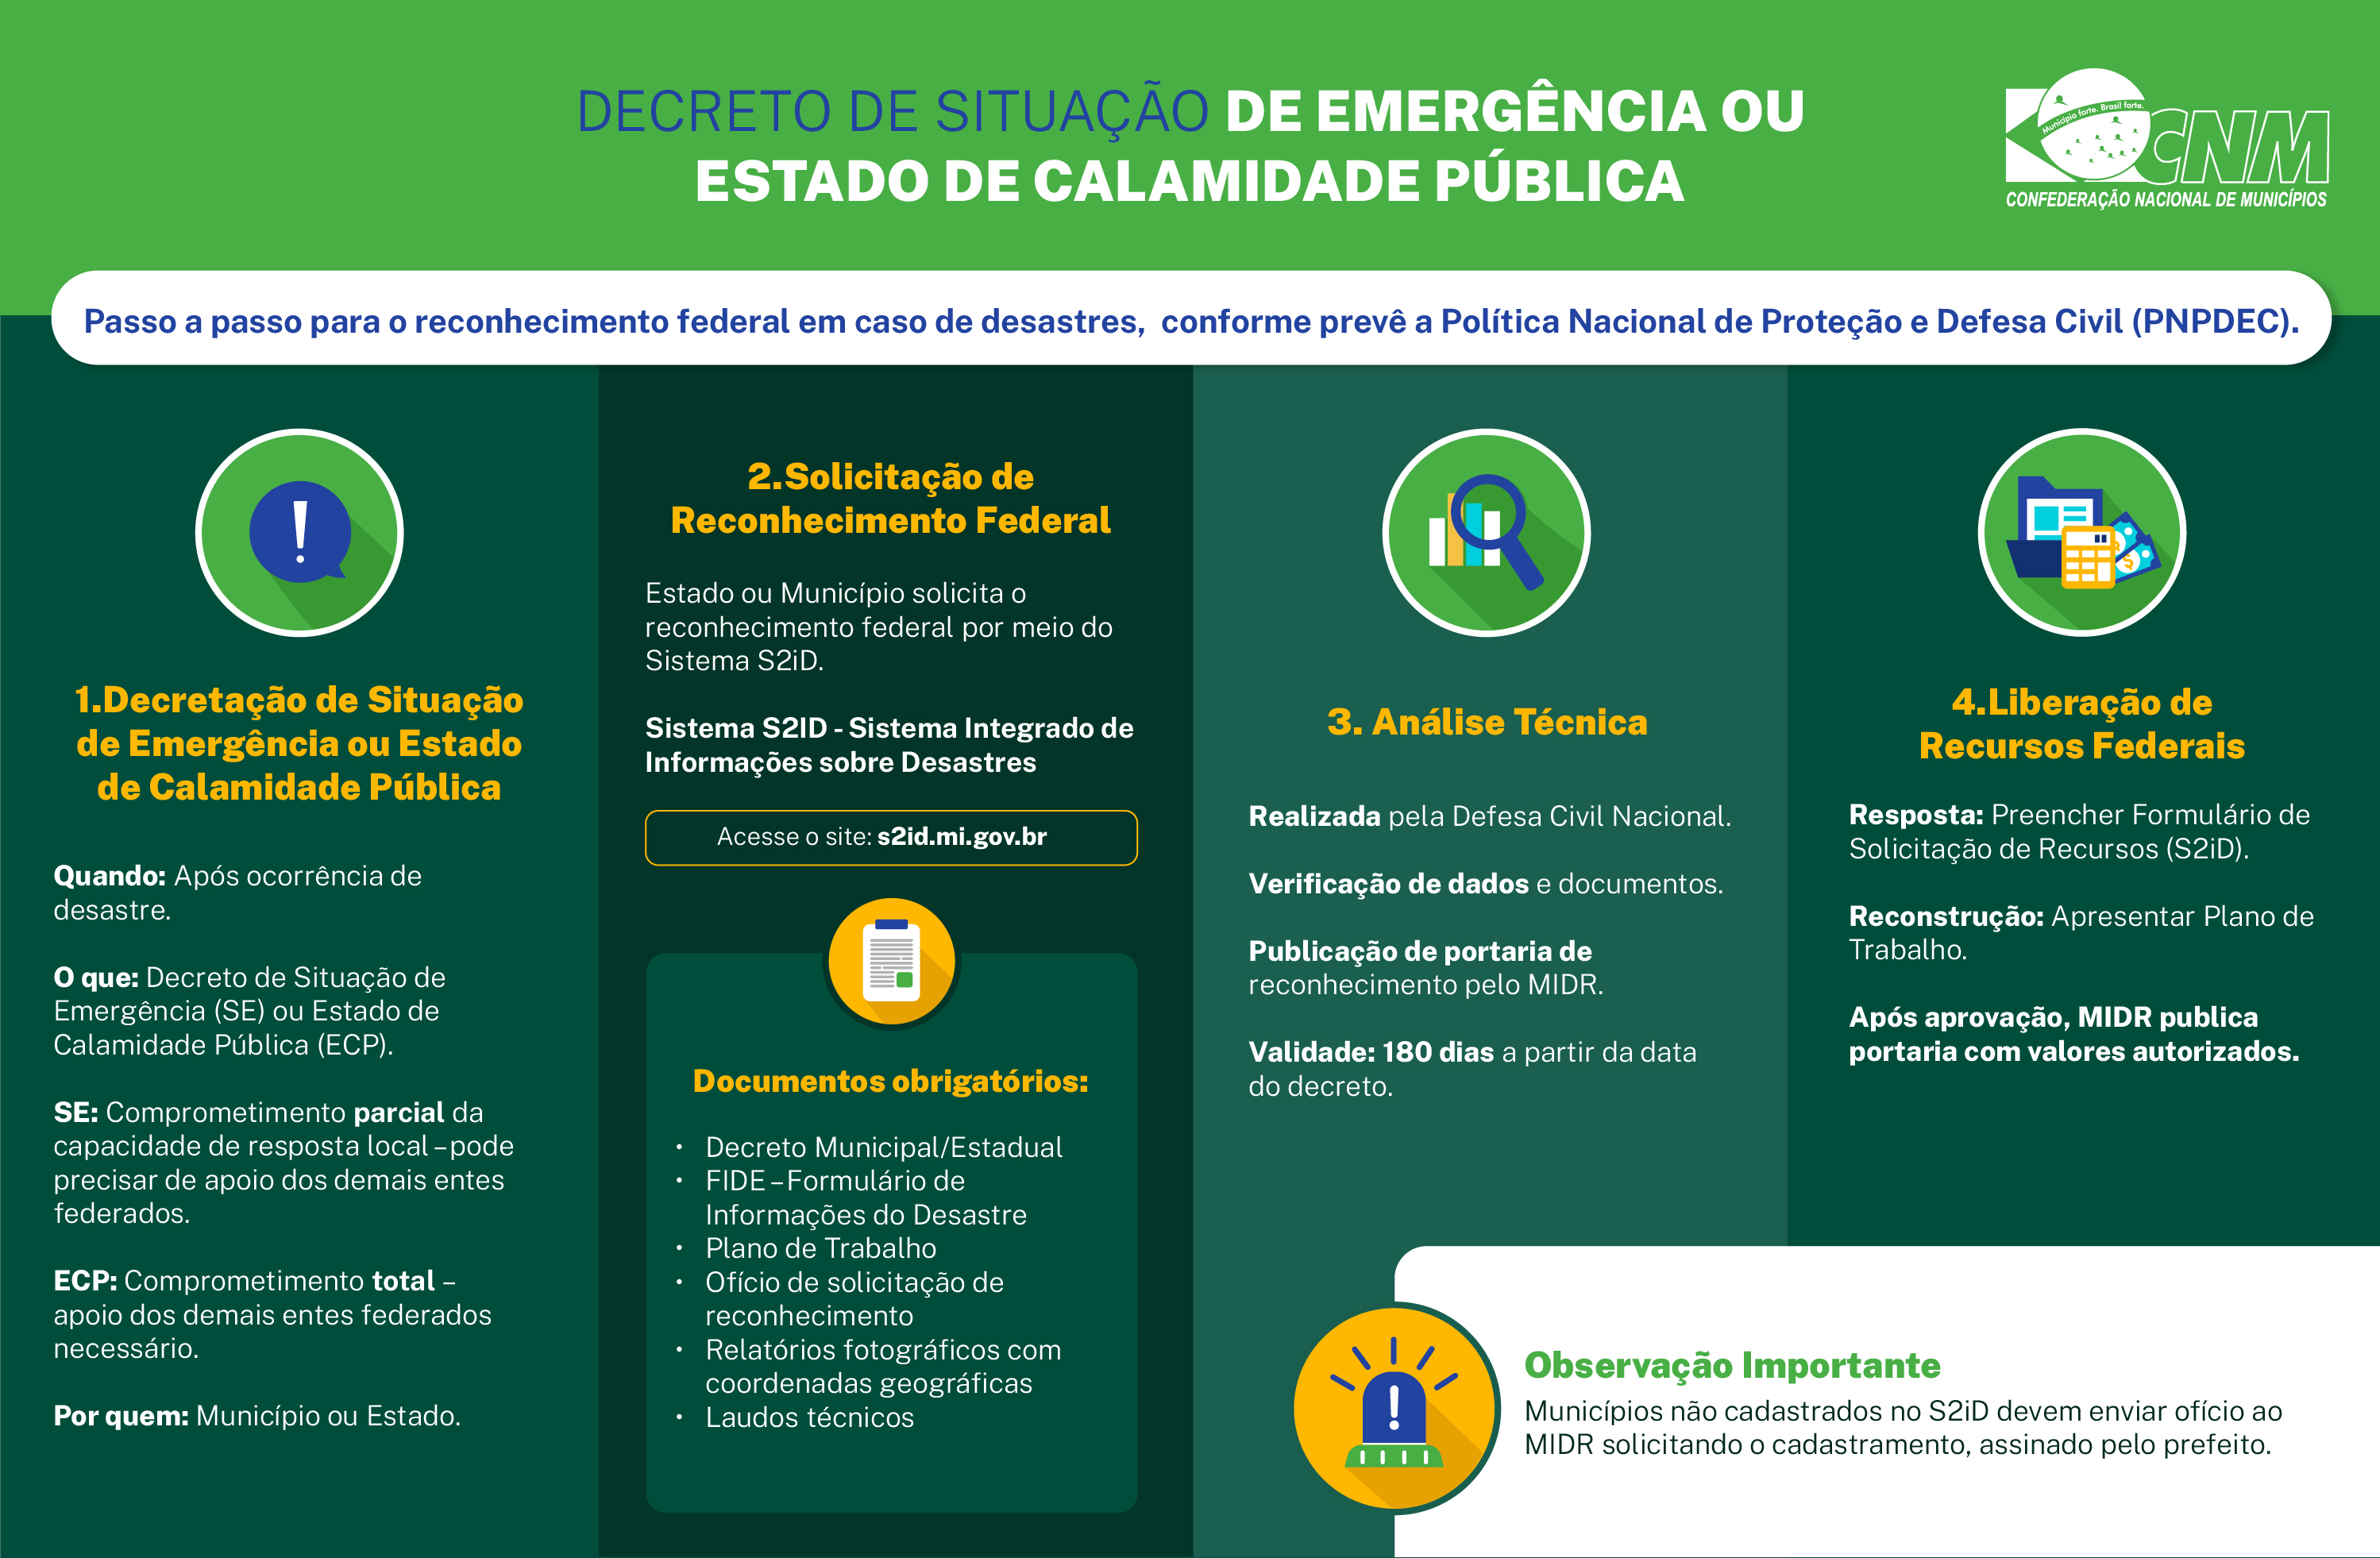 DECRETO DE SITUAÇÃO DE EMERGÊNCIA OU
ESTADO DE CALAMIDADE PÚBLICA
Município forte. Brasil forte.
CNM
CONFEDERAÇÃO NACIONAL DE MUNICÍPIOS
Passo a passo para o reconhecimento federal em caso de desastres, conforme prevê a Política Nacional de Proteção e Defesa Civil (PNPDEC).
1.Decretação de Situação
de Emergência ou Estado
de Calamidade Pública
Quando: Após ocorrência de
desastre.
O que: Decreto de Situação de
Emergência (SE) ou Estado de
Calamidade Pública (ECP).
SE: Comprometimento parcial da
capacidade de resposta local – pode
precisar de apoio dos demais entes
federados.
ECP: Comprometimento total –
apoio dos demais entes federados
necessário.
Por quem: Município ou Estado.
2.Solicitação de
Reconhecimento Federal
Estado ou Município solicita o
reconhecimento federal por meio do
Sistema S2iD.
Sistema S2ID - Sistema Integrado de
Informações sobre Desastres
Acesse o site: s2id.mi.gov.br
Documentos obrigatórios:
• Decreto Municipal/Estadual
• FIDE – Formulário de
Informações do Desastre
• Plano de Trabalho
• Ofício de solicitação de
reconhecimento
• Relatórios fotográficos com
coordenadas geográficas
• Laudos técnicos
3. Análise Técnica
Realizada pela Defesa Civil Nacional.
Verificação de dados e documentos.
Publicação de portaria de
reconhecimento pelo MIDR.
Validade: 180 dias a partir da data
do decreto.
4.Liberação de
Recursos Federais
Resposta: Preencher Formulário de
Solicitação de Recursos (S2iD).
Reconstrução: Apresentar Plano de
Trabalho.
Após aprovação, MIDR publica
portaria com valores autorizados.
Observação Importante
Municípios não cadastrados no S2iD devem enviar ofício ao
MIDR solicitando o cadastramento, assinado pelo prefeito.